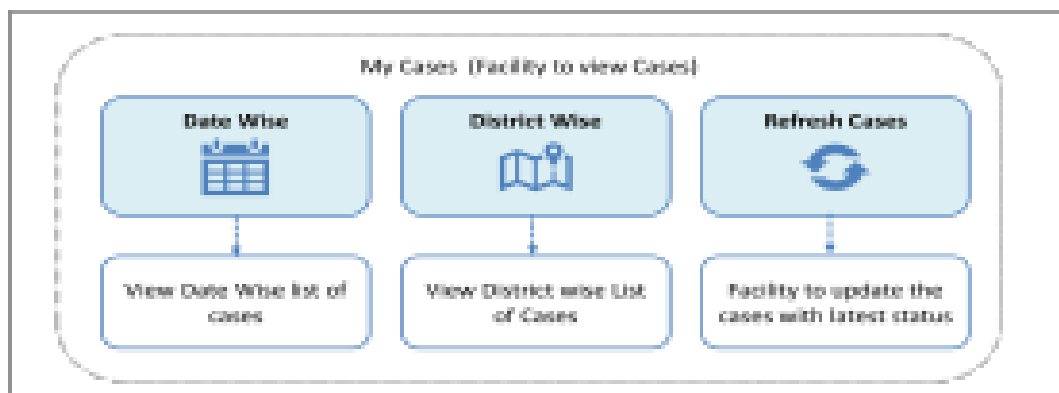 My Cases (Facility to view Cases)
Date Wise
District Wise
Refresh Cases
View Date Wise list of
cases
View District wise List
of Cases
Facility to update the
cases with latest status